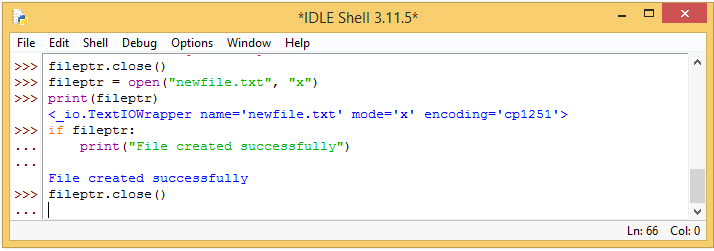 *IDLE Shell 3.11.5*
File Edit Shell Debug Options Window Help
>>> fileptr.close()
>>> fileptr = open("newfile.txt", "x")
>>> print(fileptr)
<_io.TextIOWrapper name='newfile.txt' mode='x' encoding='cp1251'>
>>> if fileptr:
...     print("File created successfully")
...
File created successfully
>>> fileptr.close()
...
Ln: 66 Col: 0